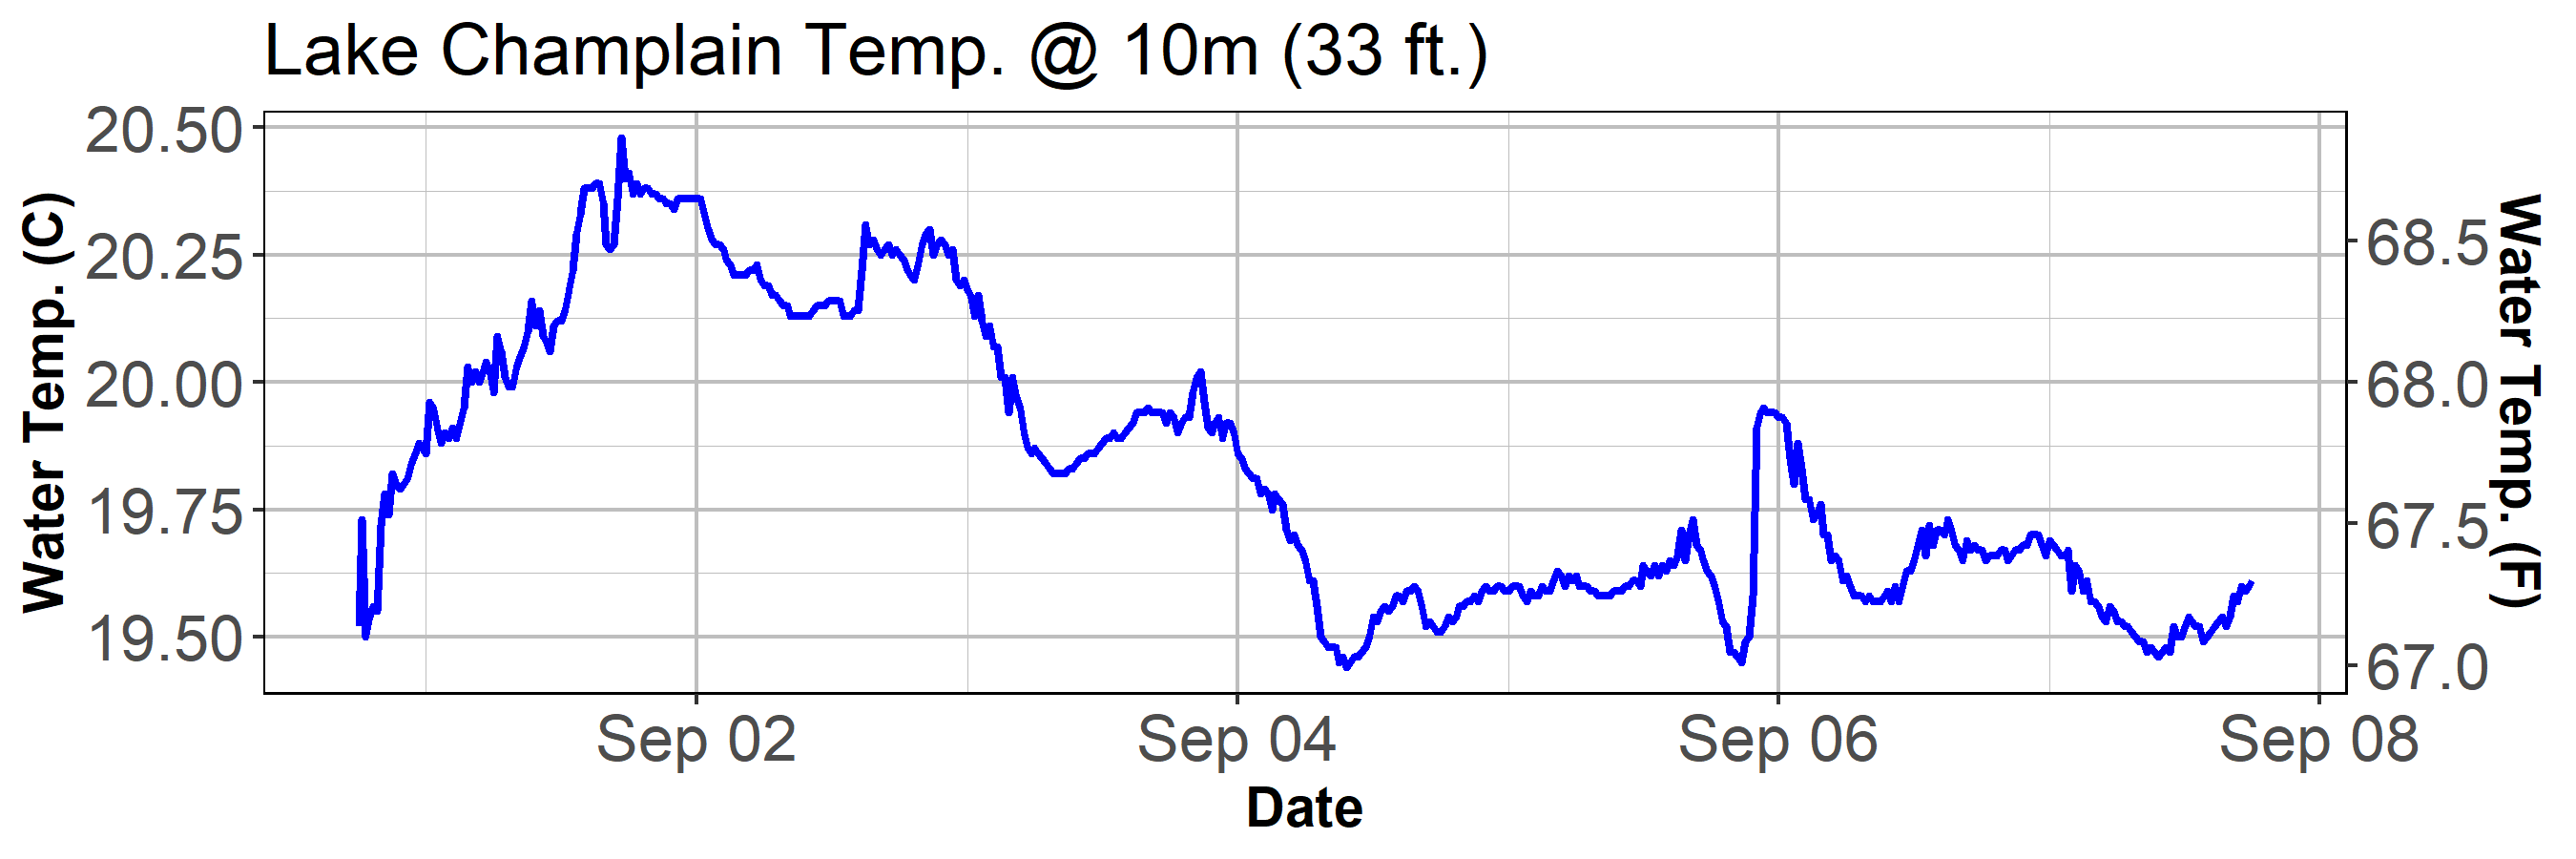 Lake Champlain Temp. @ 10m (33 ft.)
Water Temp. (C)
20.50
20.25
20.00
19.75
19.50
68.5
68.0
67.5
67.0
Water Temp. (F)
Sep 02 Sep 04 Sep 06 Sep 08
Date